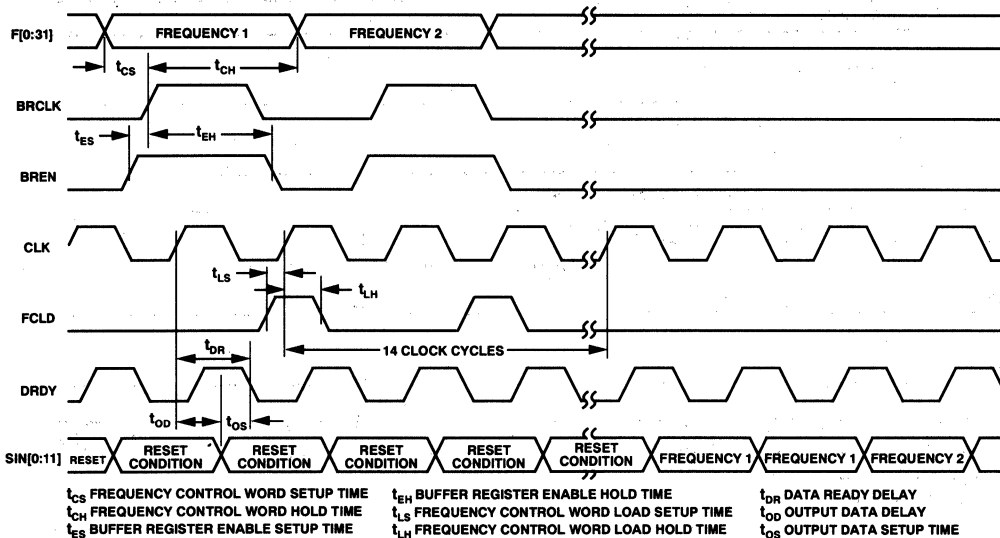 F[0:31] FREQUENCY 1 FREQUENCY 2
tCS tCH
BRCLK
tES tEH
BREN
CLK
tLS tLH
FCLD
tDR 14 CLOCK CYCLES
DRDY
tOD tOS
SIN[0:11] RESET RESET CONDITION RESET CONDITION RESET CONDITION RESET CONDITION RESET CONDITION FREQUENCY 1 FREQUENCY 1 FREQUENCY 2
tCS FREQUENCY CONTROL WORD SETUP TIME
tCH FREQUENCY CONTROL WORD HOLD TIME
tES BUFFER REGISTER ENABLE SETUP TIME
tEH BUFFER REGISTER ENABLE HOLD TIME
tLS FREQUENCY CONTROL WORD LOAD SETUP TIME
tLH FREQUENCY CONTROL WORD LOAD HOLD TIME
tDR DATA READY DELAY
tOD OUTPUT DATA DELAY
tOS OUTPUT DATA SETUP TIME